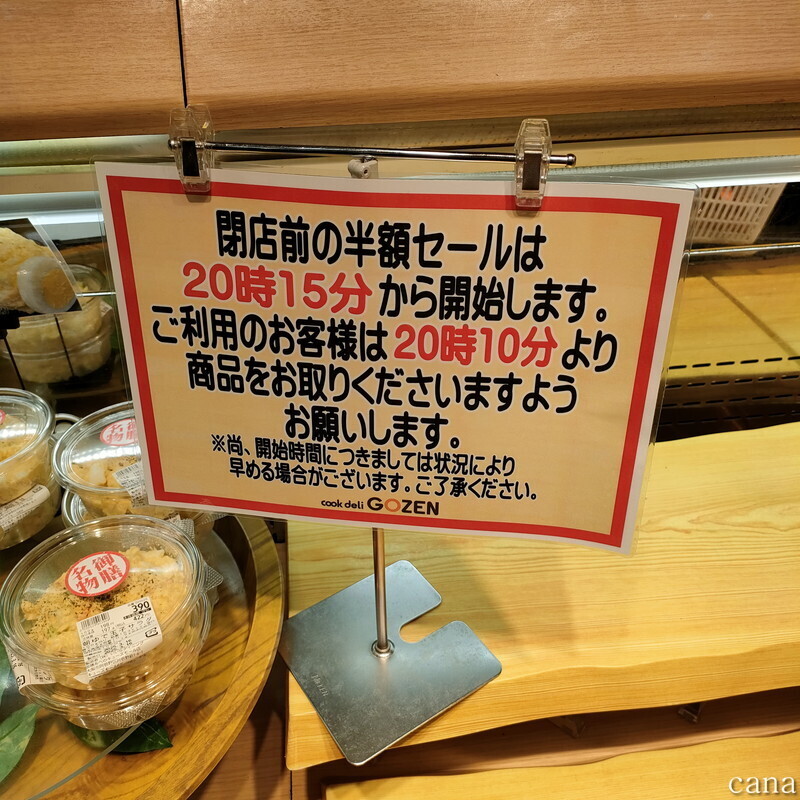 閉店前の半額セールは
20時15分から開始します。
ご利用のお客様は20時10分より
商品をお取りくださいますよう
お願いします。
※尚、開始時間につきましては状況により
早める場合がございます。ご了承ください。
cook deli GOZEN
御膳
名物
390
422
cana